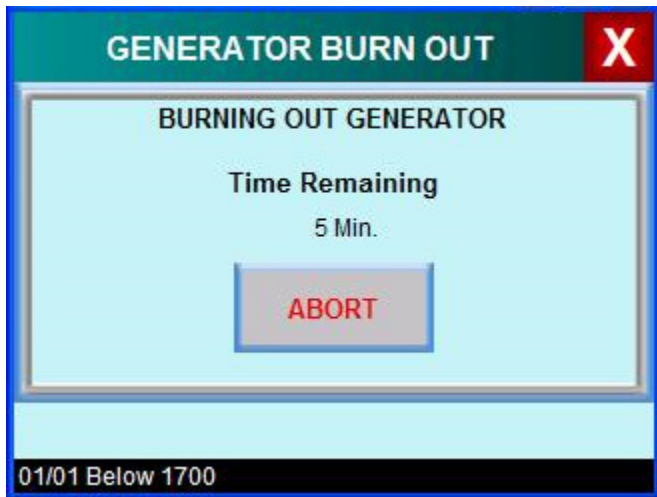 GENERATOR BURN OUT
X
BURNING OUT GENERATOR
Time Remaining
5 Min.
ABORT
01/01 Below 1700